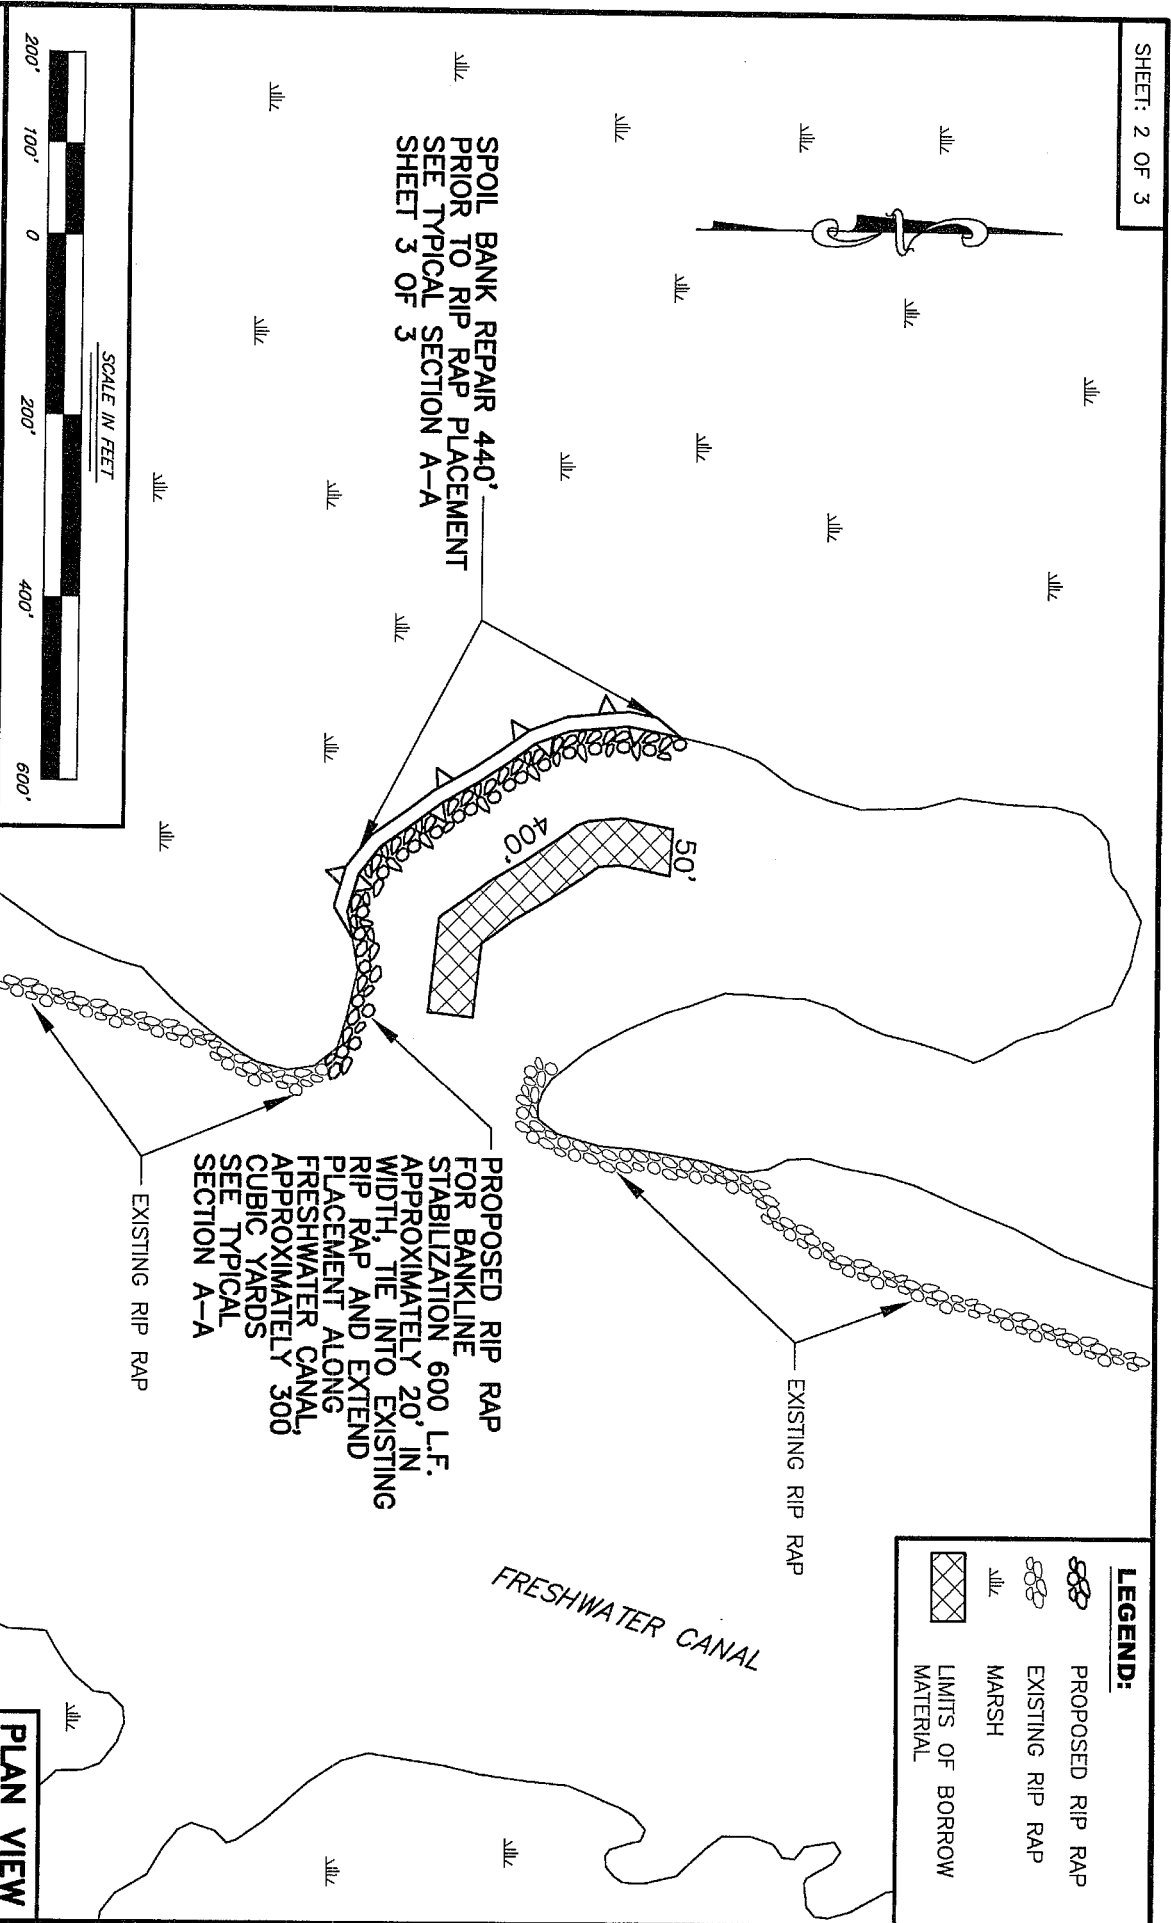 SHEET: 2 OF 3
SPOIL BANK REPAIR 440'
PRIOR TO RIP RAP PLACEMENT
SEE TYPICAL SECTION A-A
SHEET 3 OF 3
50'
400'
EXISTING RIP RAP
PROPOSED RIP RAP
FOR BANKLINE
STABILIZATION 600 L.F.
APPROXIMATELY 20' IN
WIDTH, TIE INTO EXISTING
RIP RAP AND EXTEND
PLACEMENT ALONG
FRESHWATER CANAL,
APPROXIMATELY 300
CUBIC YARDS
SEE TYPICAL
SECTION A-A
EXISTING RIP RAP
FRESHWATER CANAL
LEGEND:
PROPOSED RIP RAP
EXISTING RIP RAP
MARSH
LIMITS OF BORROW
MATERIAL
SCALE IN FEET
200' 100' 0 200' 400' 600'
PLAN VIEW